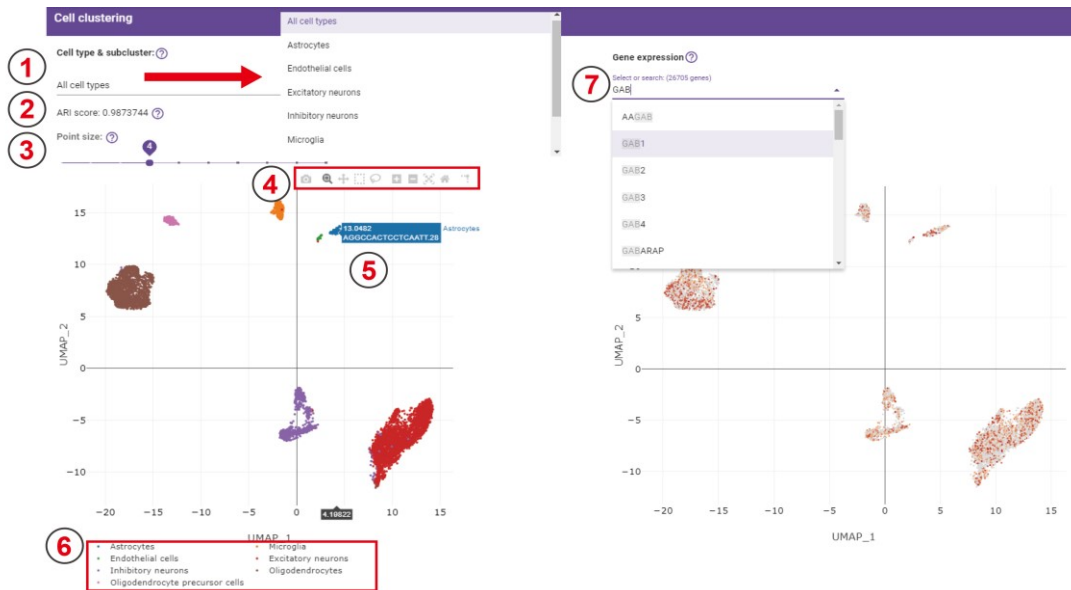 Cell clustering
All cell types
Astrocytes
Endothelial cells
Excitatory neurons
Inhibitory neurons
Microglia
1
Cell type & subcluster: ?
All cell types
2
ARI score: 0.9873744 ?
3
Point size: ?
4
4
15
10
5
0
−5
−10
UMAP_2
13.0482
AGGCCACTCCTCAATT.28
Astrocytes
5
−20 −15 −10 −5 0 4.19622 10 15
UMAP_1
6
Astrocytes
Endothelial cells
Inhibitory neurons
Oligodendrocyte precursor cells
Microglia
Excitatory neurons
Oligodendrocytes
Gene expression ?
7
Select or search: (26705 genes)
GAB
AAGAB
GAB1
GAB2
GAB3
GAB4
GABARAP
15
10
5
0
−5
−10
UMAP_2
−20 −15 −10 −5 0 5 10 15
UMAP_1